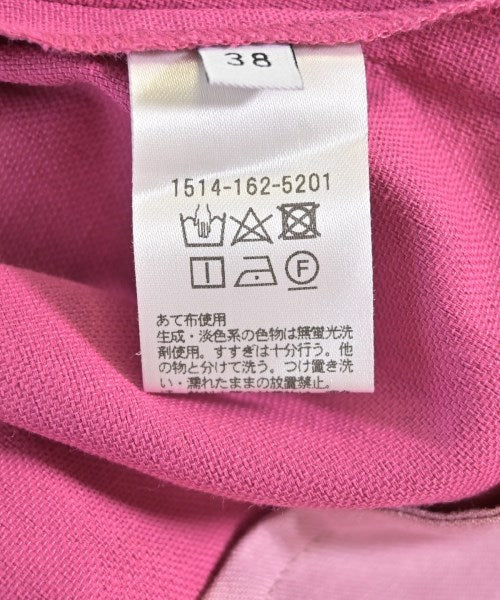 38
1514-162-5201
F
あて布使用
生成・淡色系の色物は無蛍光洗
剤使用。すすぎは十分行う。他
の物と分けて洗う。つけ置き洗
い・濡れたままの放置禁止。